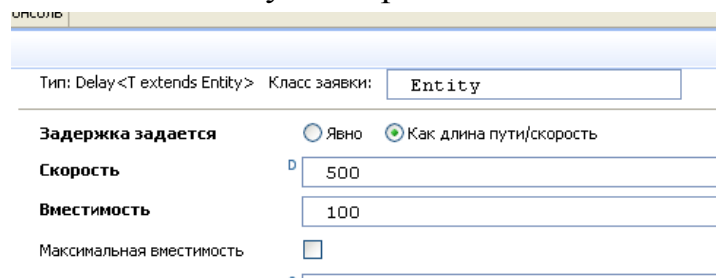 Тип: Delay<T extends Entity> Класс заявки: Entity
Задержка задается Явно Как длина пути/скорость
Скорость D 500
Вместимость 100
Максимальная вместимость